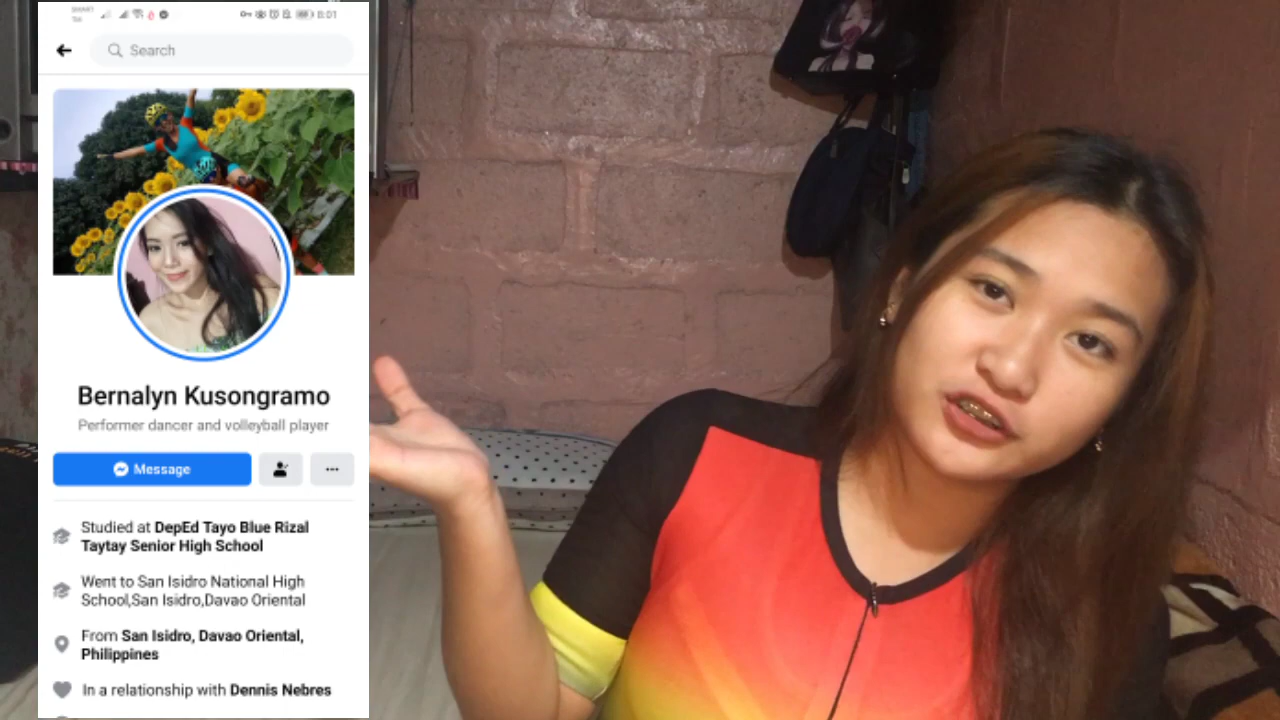 8:01
Search
Bernalyn Kusongramo
Performer dancer and volleyball player
Message
Studied at DepEd Tayo Blue Rizal
Taytay Senior High School
Went to San Isidro National High
School,San Isidro,Davao Oriental
From San Isidro, Davao Oriental,
Philippines
In a relationship with Dennis Nebres